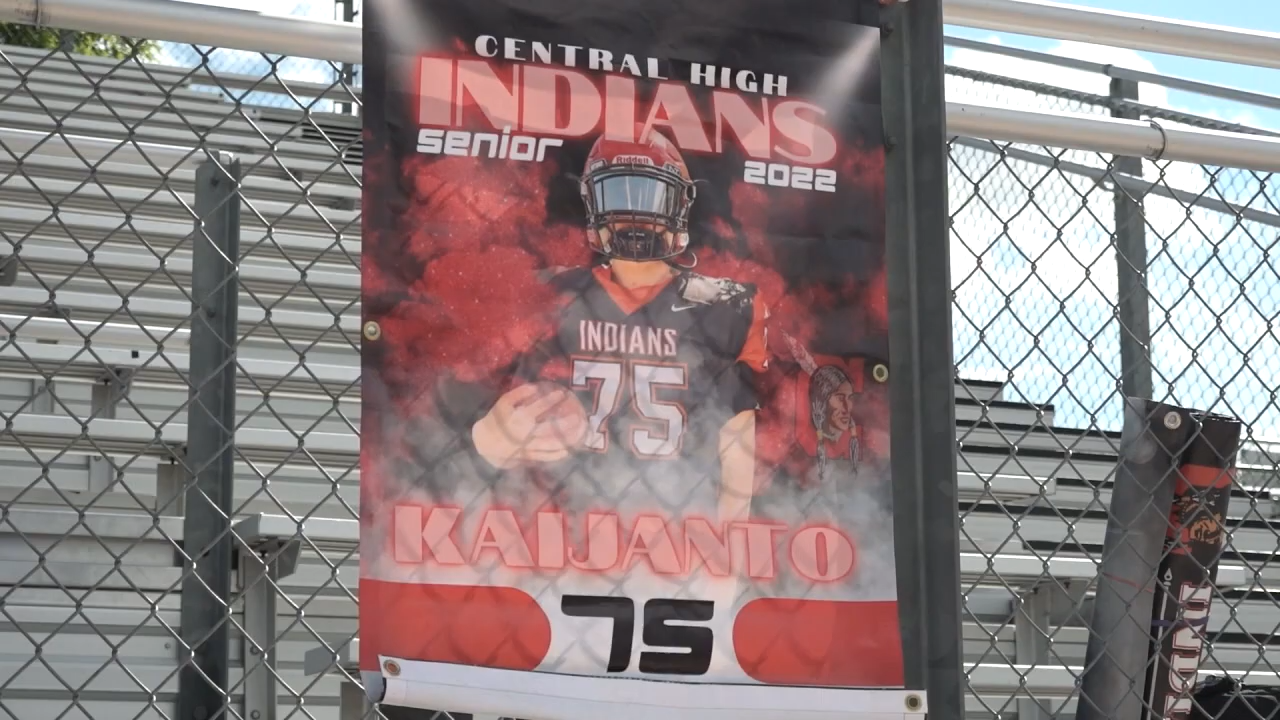 CENTRAL HIGH
INDIANS
senior
2022
Riddell
INDIANS
75
KAIJANTO
75